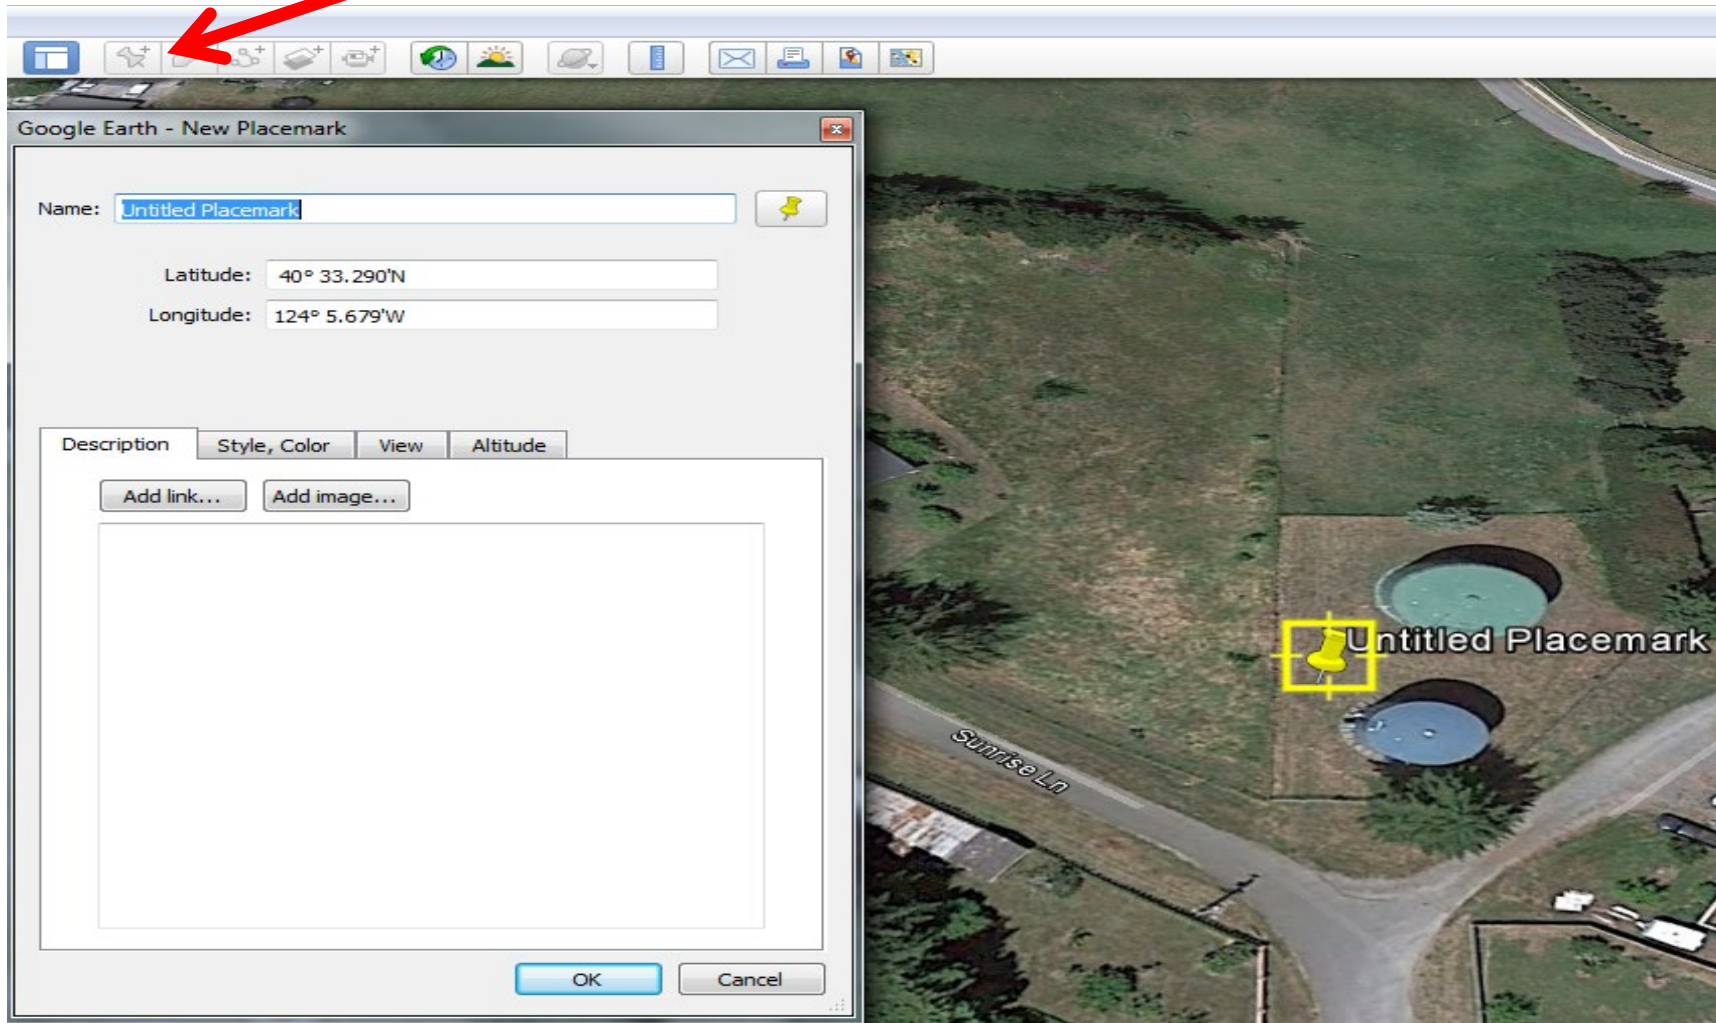 Google Earth - New Placemark
Name: Untitled Placemark
Latitude: 40° 33.290'N
Longitude: 124° 5.679'W
Description Style, Color View Altitude
Add link... Add image...
Untitled Placemark
Sunrise Ln
OK Cancel